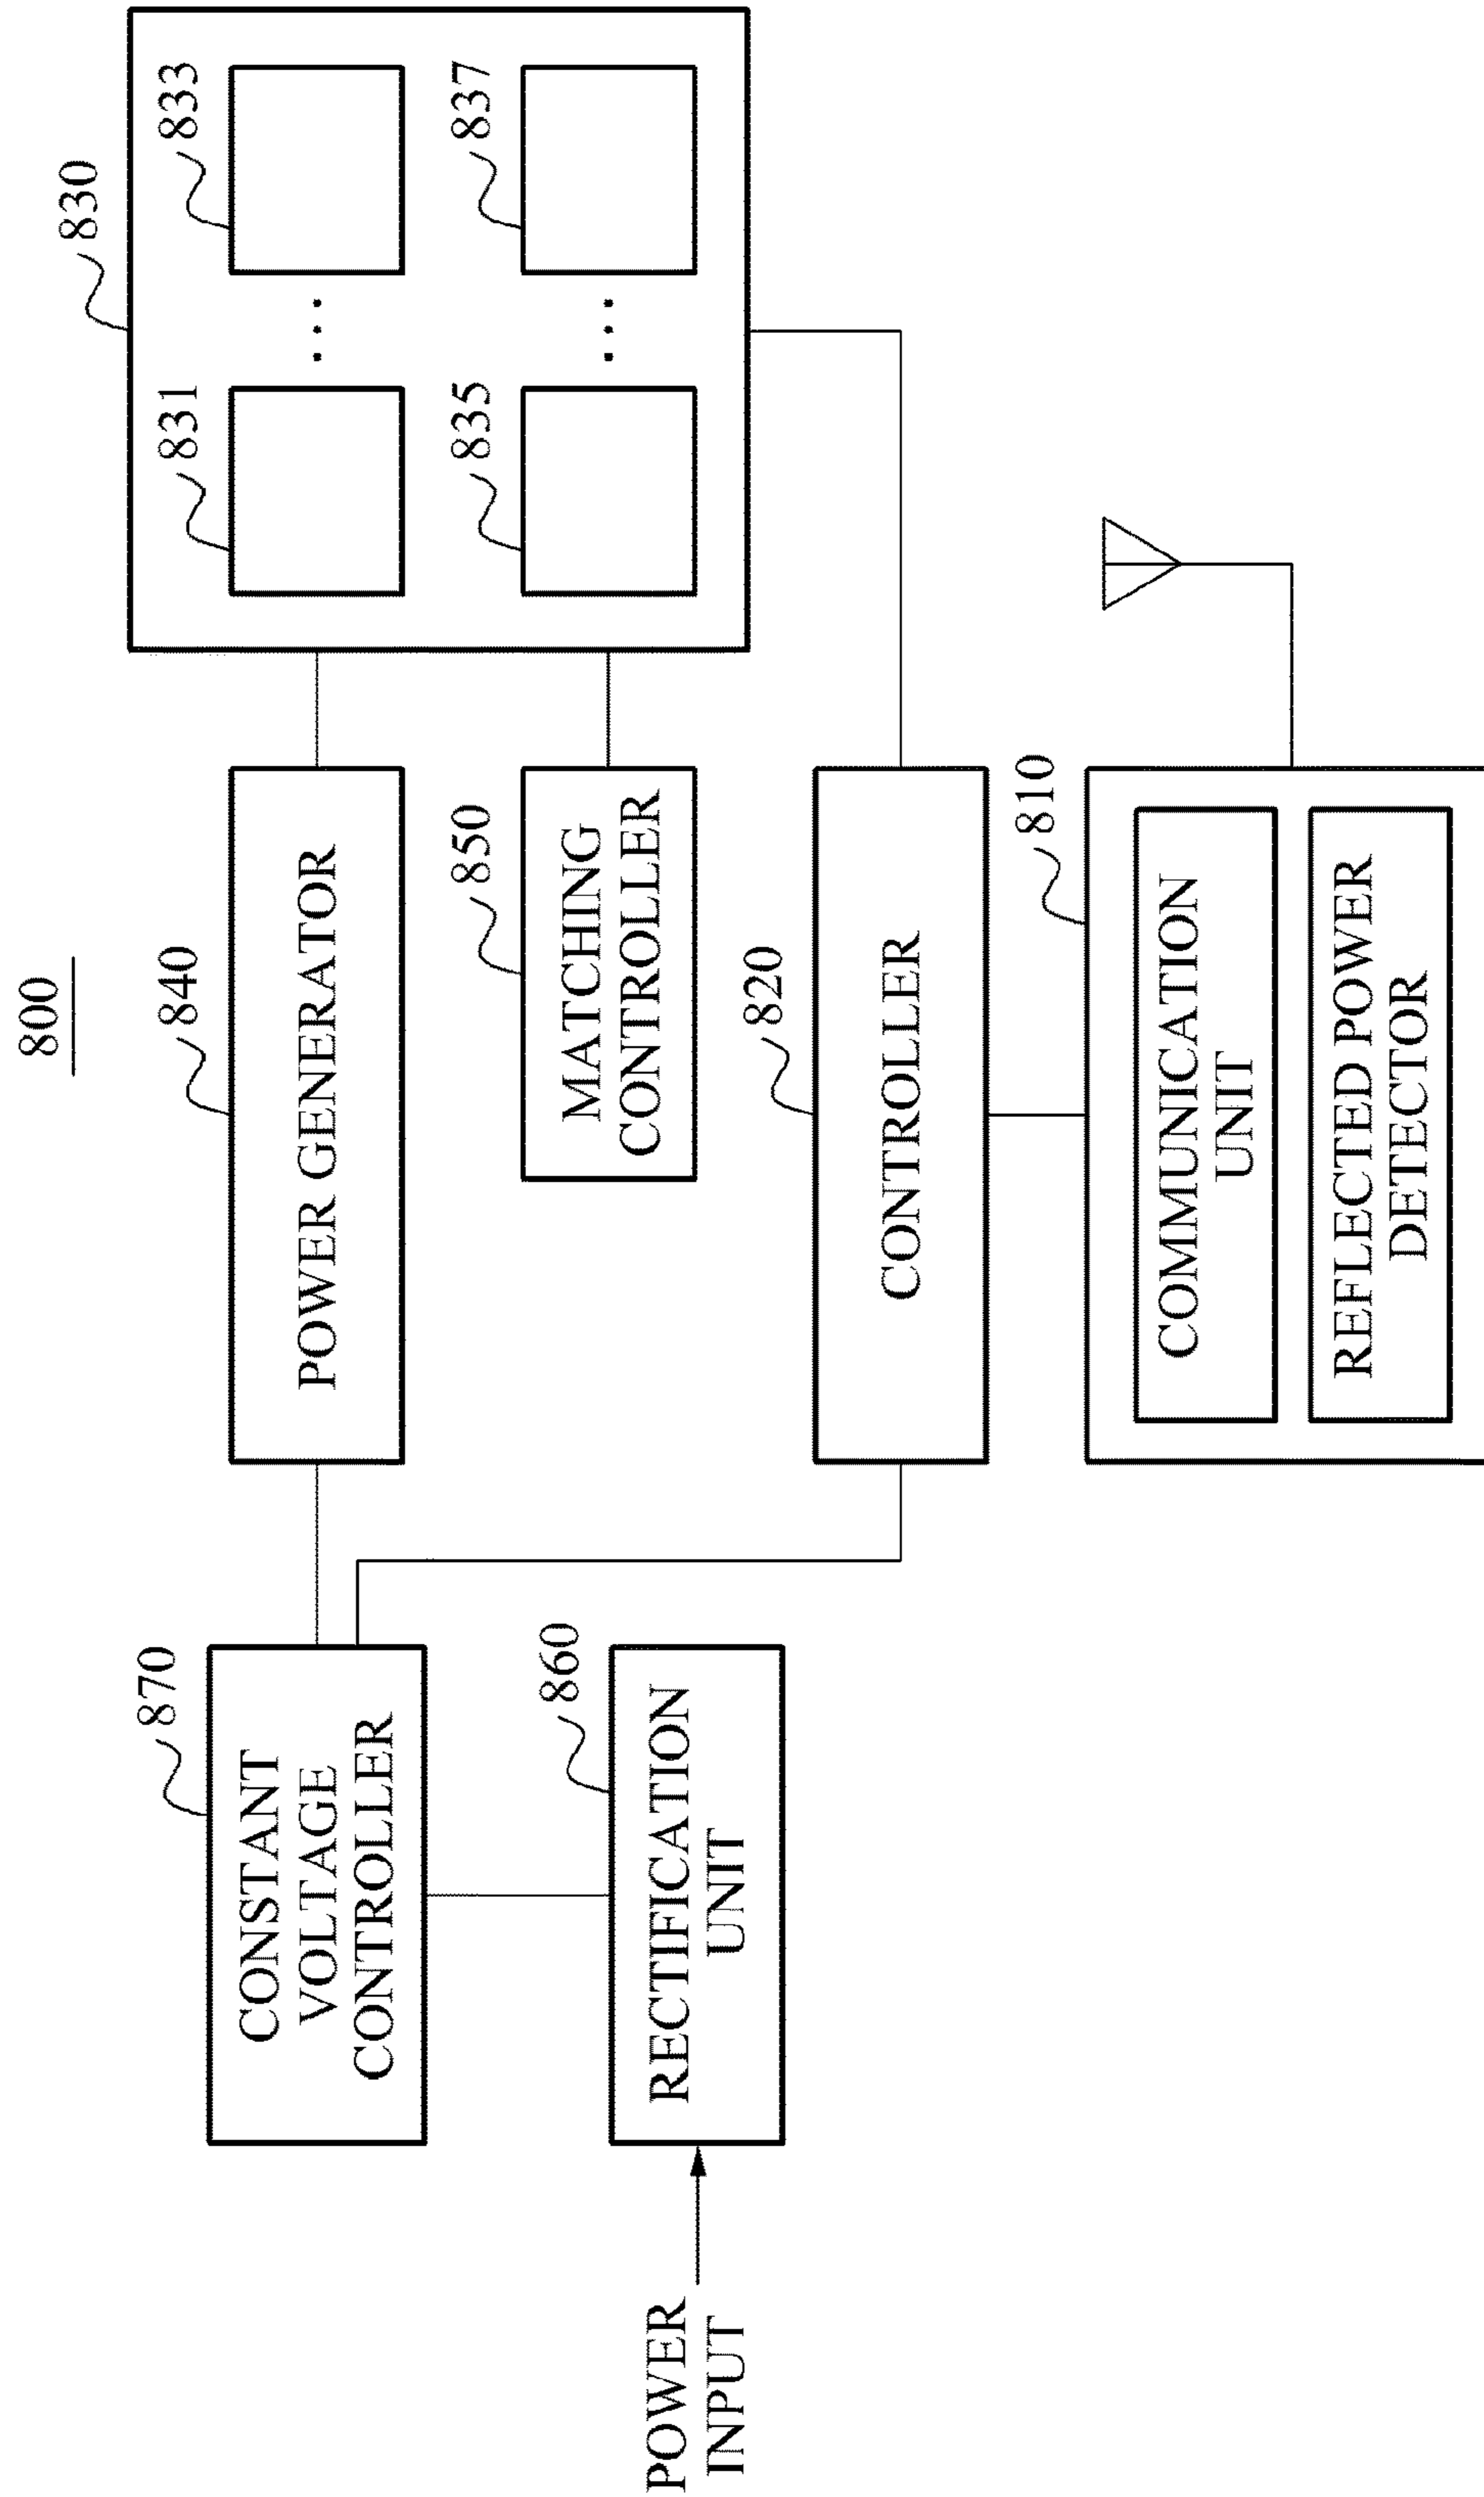 800
870
CONSTANT
VOLTAGE
CONTROLLER
840
POWER GENERATOR
830
831
...
833
835
...
837
850
MATCHING
CONTROLLER
POWER
INPUT
860
RECTIFICATION
UNIT
820
CONTROLLER
810
COMMUNICATION
UNIT
REFLECTED POWER
DETECTOR